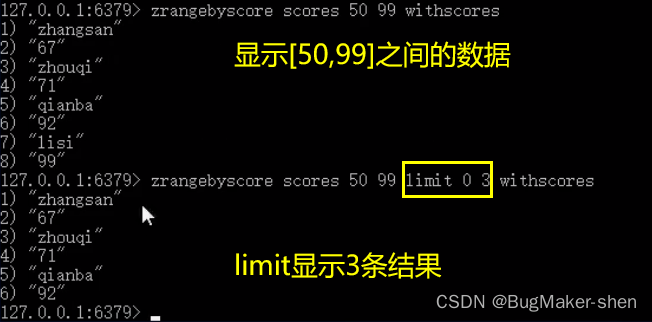 127.0.0.1:6379> zrangebyscore scores 50 99 withscores
1) "zhangsan"
2) "67"
3) "zhouqi"
4) "71"
5) "qianba"
6) "92"
7) "lisi"
8) "99"
显示[50,99]之间的数据
127.0.0.1:6379> zrangebyscore scores 50 99 limit 0 3 withscores
1) "zhangsan"
2) "67"
3) "zhouqi"
4) "71"
5) "qianba"
6) "92"
limit显示3条结果
127.0.0.1:6379>
CSDN @BugMaker-shen